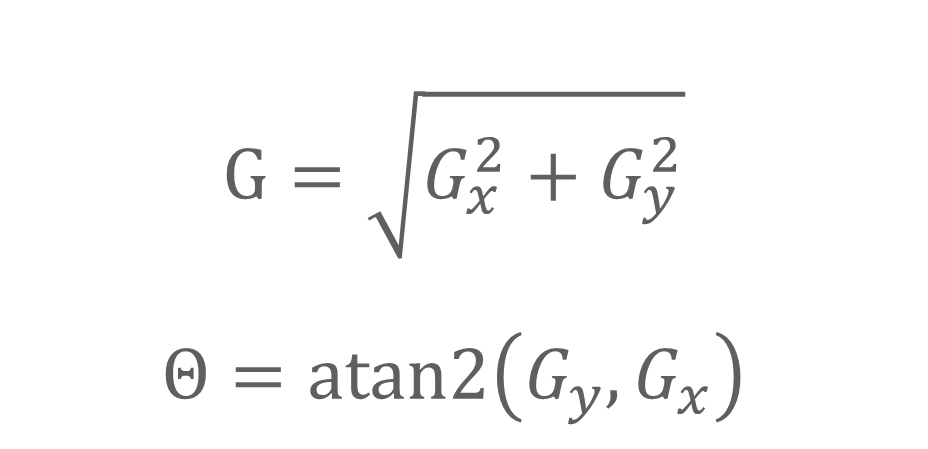 G = √(G_x^2 + G_y^2)
Θ = atan2(G_y, G_x)